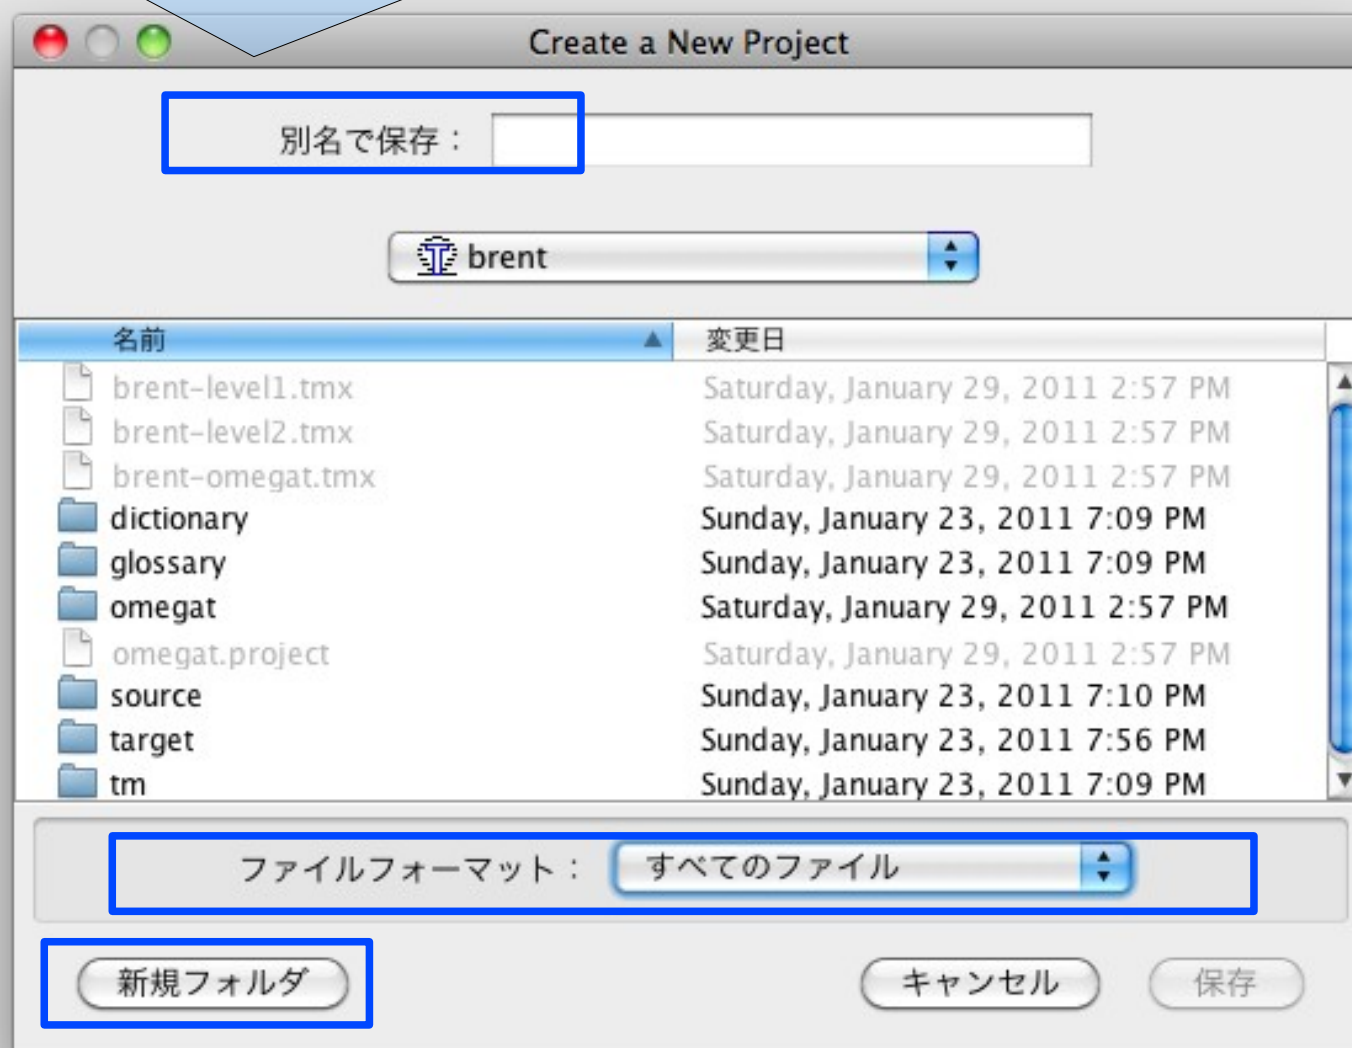 Create a New Project
別名で保存：
brent
名前 変更日
brent-level1.tmx Saturday, January 29, 2011 2:57 PM
brent-level2.tmx Saturday, January 29, 2011 2:57 PM
brent-omegat.tmx Saturday, January 29, 2011 2:57 PM
dictionary Sunday, January 23, 2011 7:09 PM
glossary Sunday, January 23, 2011 7:09 PM
omegat Saturday, January 29, 2011 2:57 PM
omegat.project Saturday, January 29, 2011 2:57 PM
source Sunday, January 23, 2011 7:10 PM
target Sunday, January 23, 2011 7:56 PM
tm Sunday, January 23, 2011 7:09 PM
ファイルフォーマット： すべてのファイル
新規フォルダ キャンセル 保存